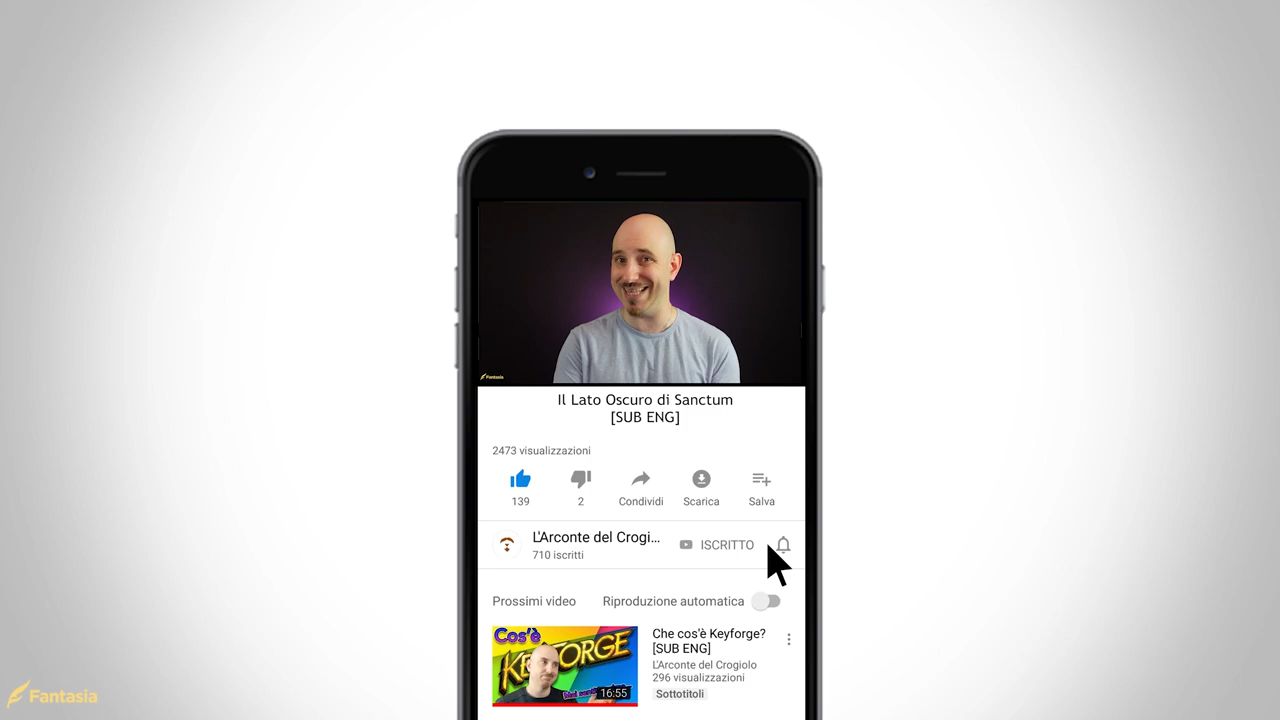 Fantasia
Il Lato Oscuro di Sanctum
[SUB ENG]
2473 visualizzazioni
139
2
Condividi
Scarica
Salva
L'Arconte del Crogi...
710 iscritti
ISCRITTO
Prossimi video
Riproduzione automatica
Cos'è
KEYFORGE
16:55
Che cos'è Keyforge?
[SUB ENG]
L'Arconte del Crogiolo
296 visualizzazioni
Sottotitoli
Fantasia